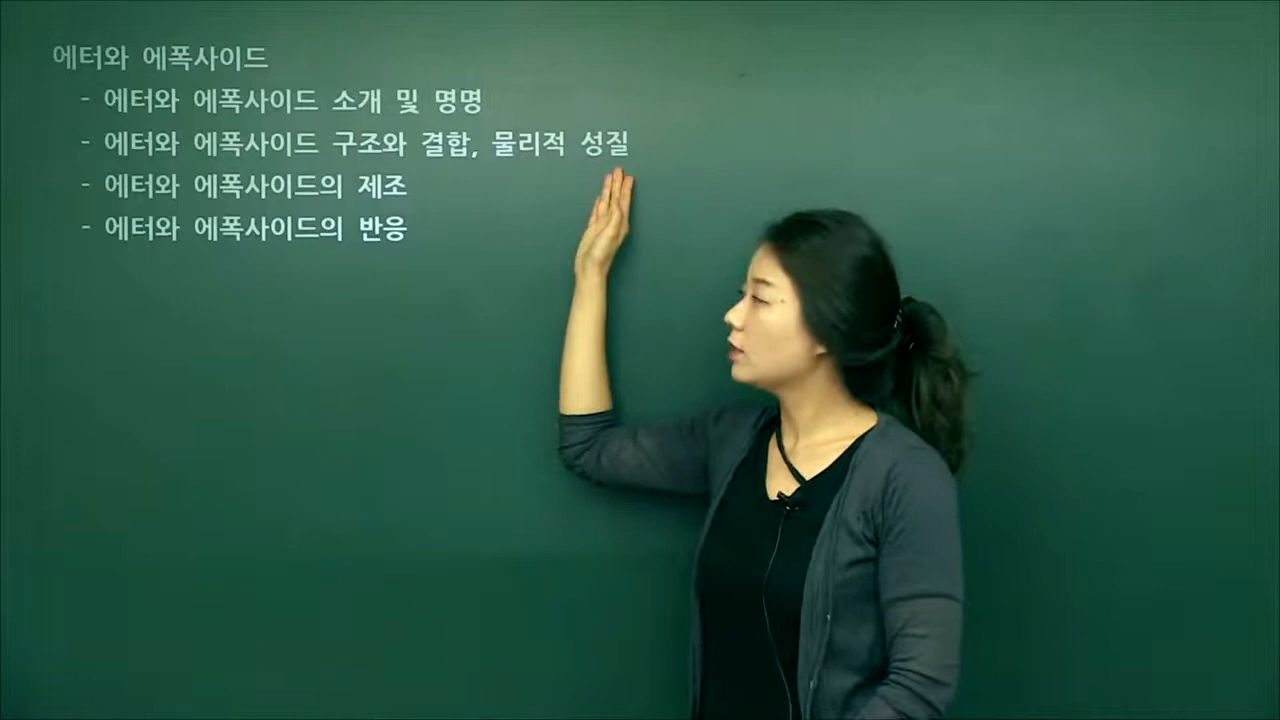 에터와 에폭사이드
- 에터와 에폭사이드 소개 및 명명
- 에터와 에폭사이드 구조와 결합, 물리적 성질
- 에터와 에폭사이드의 제조
- 에터와 에폭사이드의 반응